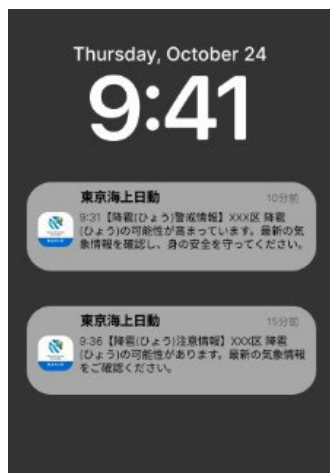 Thursday, October 24
9:41
東京海上日動
10分前
9:31【降雹(ひょう)警戒情報】XXX区 降雹
(ひょう)の可能性が高まっています。最新の気
象情報を確認し、身の安全を守ってください。
東京海上日動
15分前
9:36【降雹(ひょう)注意情報】XXX区 降雹
(ひょう)の可能性があります。最新の気象情報
をご確認ください。